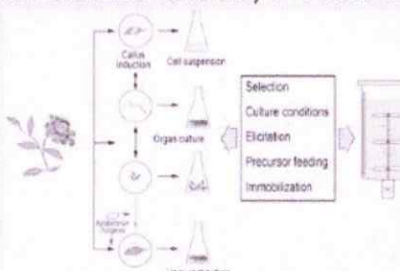 Callus
induction
Cell suspension
Organ culture
Selection
Culture conditions
Elicitation
Precursor feeding
Immobilization